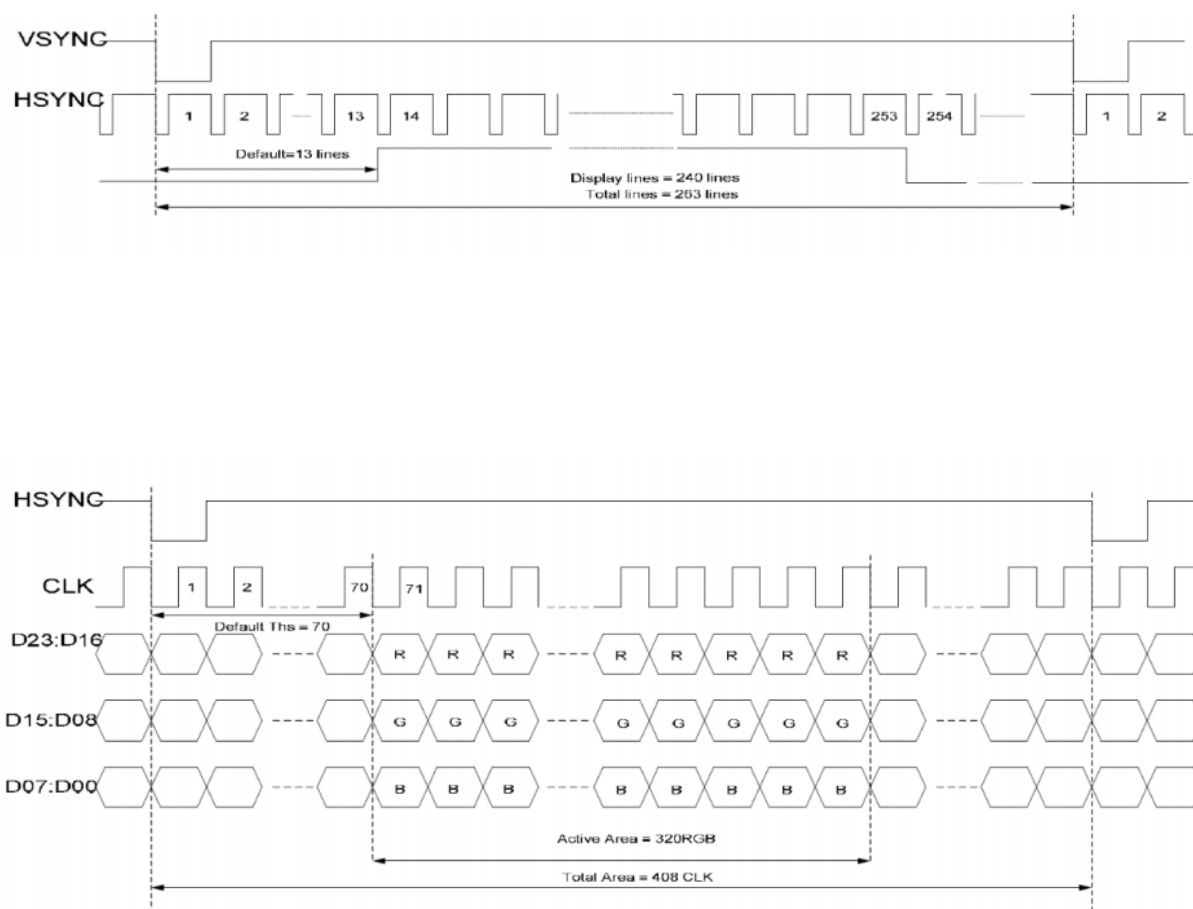 VSYNC
HSYNC
1 2 13 14 253 254 1 2
Default=13 lines
Display lines = 240 lines
Total lines = 263 lines
HSYNC
CLK
1 2 70 71
Default Ths = 70
D23:D16
R R R R R R R R
D15:D08
G G G G G G G G
D07:D00
B B B B B B B B
Active Area = 320RGB
Total Area = 408 CLK